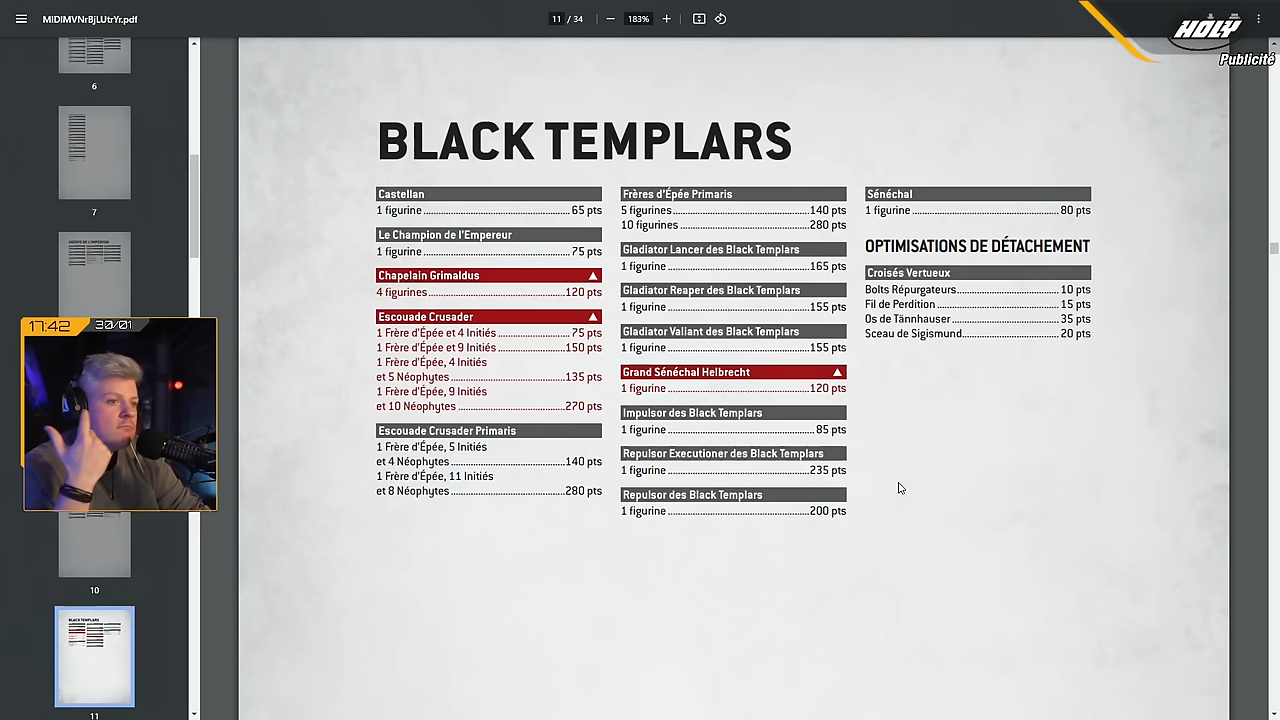 MIDlMVNrBjLUtrYr.pdf
11 / 34
183%
HOLY
Publicité
6
7
17:42
30/01
10
11
BLACK TEMPLARS
Castellan
1 figurine 65 pts
Le Champion de l'Empereur
1 figurine 75 pts
Chapelain Grimaldus
4 figurines 120 pts
Escouade Crusader
1 Frère d'Épée et 4 Initiés 75 pts
1 Frère d'Épée et 9 Initiés 150 pts
1 Frère d'Épée, 4 Initiés
et 5 Néophytes 135 pts
1 Frère d'Épée, 9 Initiés
et 10 Néophytes 270 pts
Escouade Crusader Primaris
1 Frère d'Épée, 5 Initiés
et 4 Néophytes 140 pts
1 Frère d'Épée, 11 Initiés
et 8 Néophytes 280 pts
Frères d'Épée Primaris
5 figurines 140 pts
10 figurines 280 pts
Gladiator Lancer des Black Templars
1 figurine 165 pts
Gladiator Reaper des Black Templars
1 figurine 155 pts
Gladiator Valiant des Black Templars
1 figurine 155 pts
Grand Sénéchal Helbrecht
1 figurine 120 pts
Impulsor des Black Templars
1 figurine 85 pts
Repulsor Executioner des Black Templars
1 figurine 235 pts
Repulsor des Black Templars
1 figurine 200 pts
Sénéchal
1 figurine 80 pts
OPTIMISATIONS DE DÉTACHEMENT
Croisés Vertueux
Bolts Répurgateurs 10 pts
Fil de Perdition 15 pts
Os de Tännhauser 35 pts
Sceau de Sigismund 20 pts